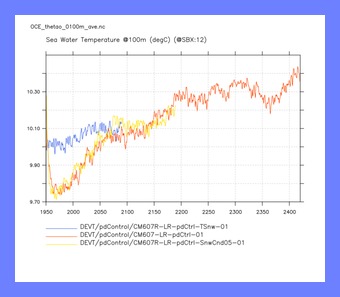 OCE_thetao_0100m_ave.nc
Sea Water Temperature @100m (degC) (@SBX:12)
10.30
10.10
9.90
9.70
1950 2000 2050 2100 2150 2200 2250 2300 2350 2400
DEVT/pdControl/CM607R-LR-pdCtrl-TSnw-01
DEVT/pdControl/CM607-LR-pdCtrl-01
DEVT/pdControl/CM607R-LR-pdCtrl-SnwCnd05-01